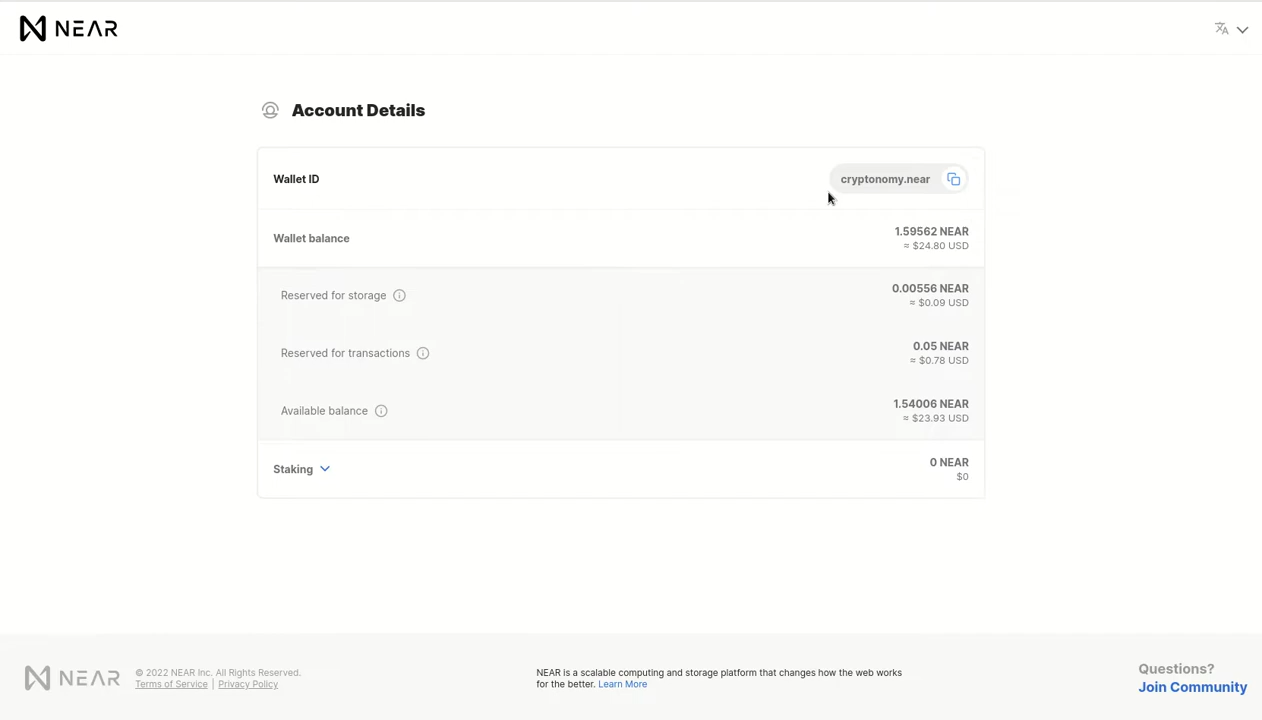 NEAR
Account Details
Wallet ID
cryptonomy.near
Wallet balance
1.59562 NEAR
≈ $24.80 USD
Reserved for storage
0.00556 NEAR
≈ $0.09 USD
Reserved for transactions
0.05 NEAR
≈ $0.78 USD
Available balance
1.54006 NEAR
≈ $23.93 USD
Staking
0 NEAR
$0
NEAR
© 2022 NEAR Inc. All Rights Reserved.
Terms of Service | Privacy Policy
NEAR is a scalable computing and storage platform that changes how the web works
for the better. Learn More
Questions?
Join Community